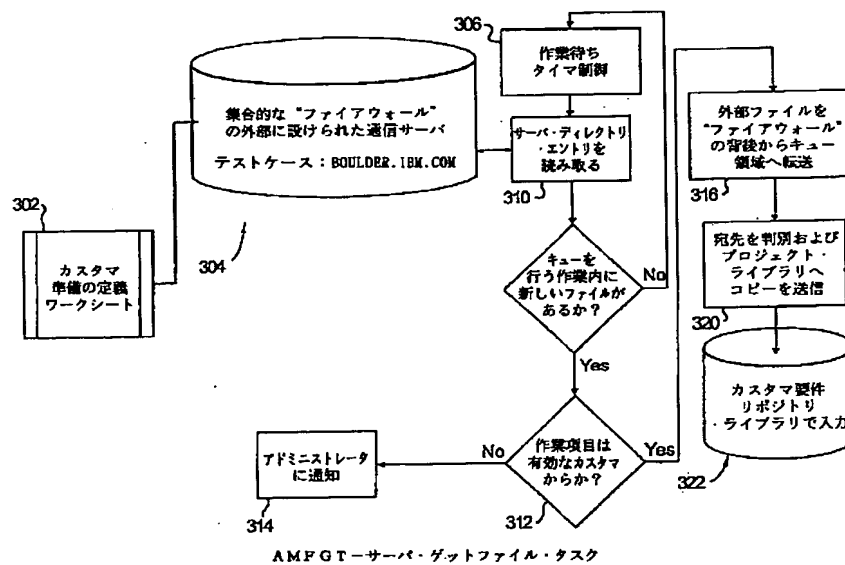 306
作業待ち
タイマ制御
集合的な “ファイアウォール”
の外部に設けられた通信サーバ
テストケース：BOULDER.IBM.COM
サーバ・ディレクトリ
・エントリを
読み取る
310
外部ファイルを
“ファイアウォール”
の背後からキュー
領域へ転送
316
302
カスタマ
準備の定義
ワークシート
304
キューを
行う作業内に
新しいファイルが
あるか？
No
Yes
宛先を判別および
プロジェクト・
ライブラリへ
コピーを送信
320
カスタマ要件
リポジトリ
・ライブラリで入力
322
作業項目は
有効なカスタマ
からか？
312
No
Yes
アドミニストレータ
に通知
314
AMFGT－サーバ・ゲットファイル・タスク